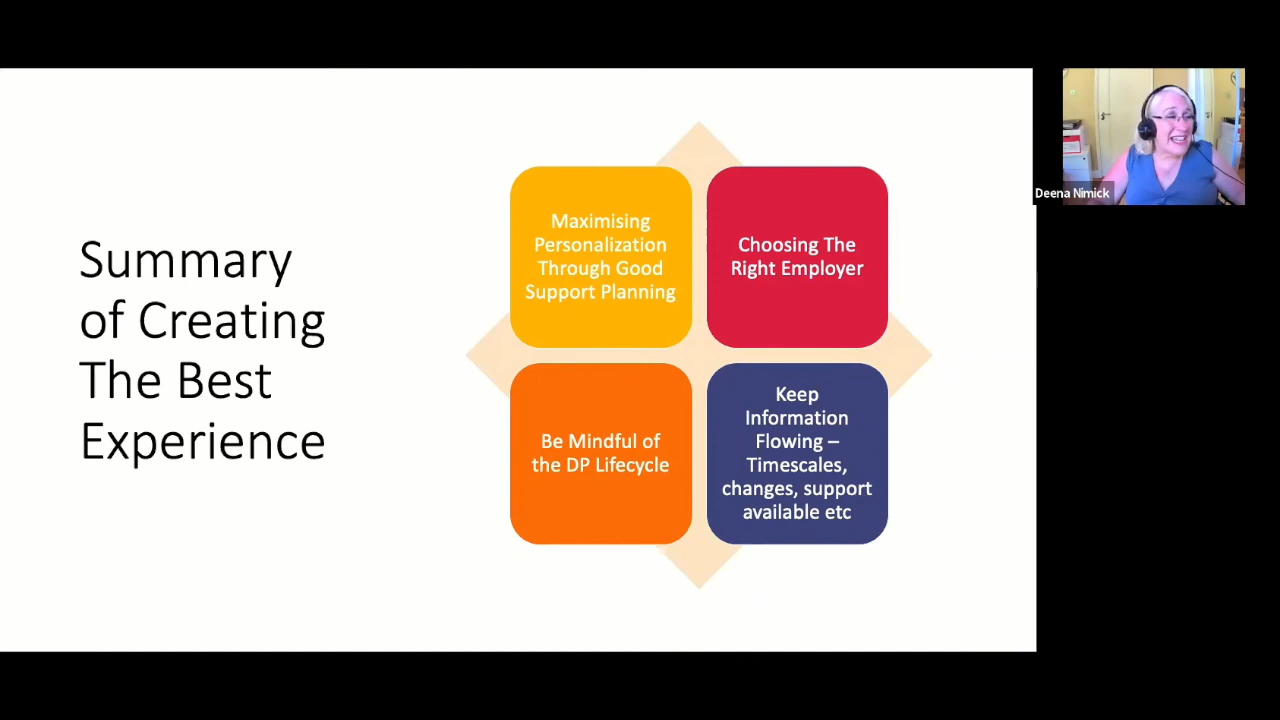 Summary
of Creating
The Best
Experience
Maximising
Personalization
Through Good
Support Planning
Choosing The
Right Employer
Be Mindful of
the DP Lifecycle
Keep
Information
Flowing –
Timescales,
changes, support
available etc
Deena Nimick